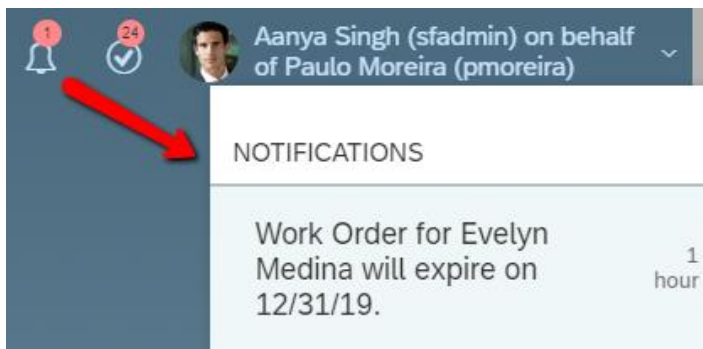 1
24
Aanya Singh (sfadmin) on behalf
of Paulo Moreira (pmoreira)
NOTIFICATIONS
Work Order for Evelyn
Medina will expire on
12/31/19.
1
hour